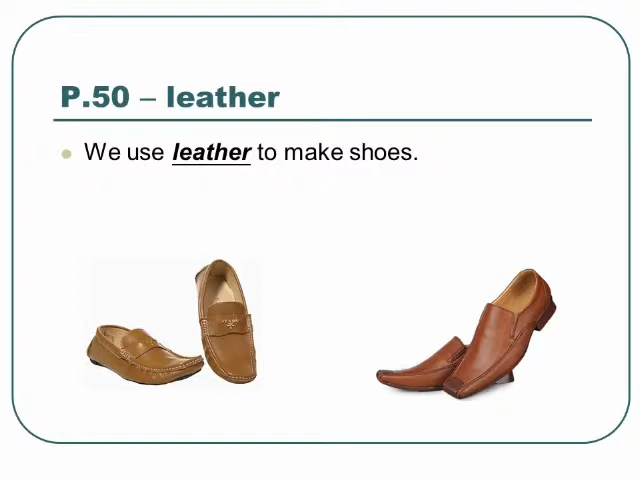 P.50 – leather
We use leather to make shoes.